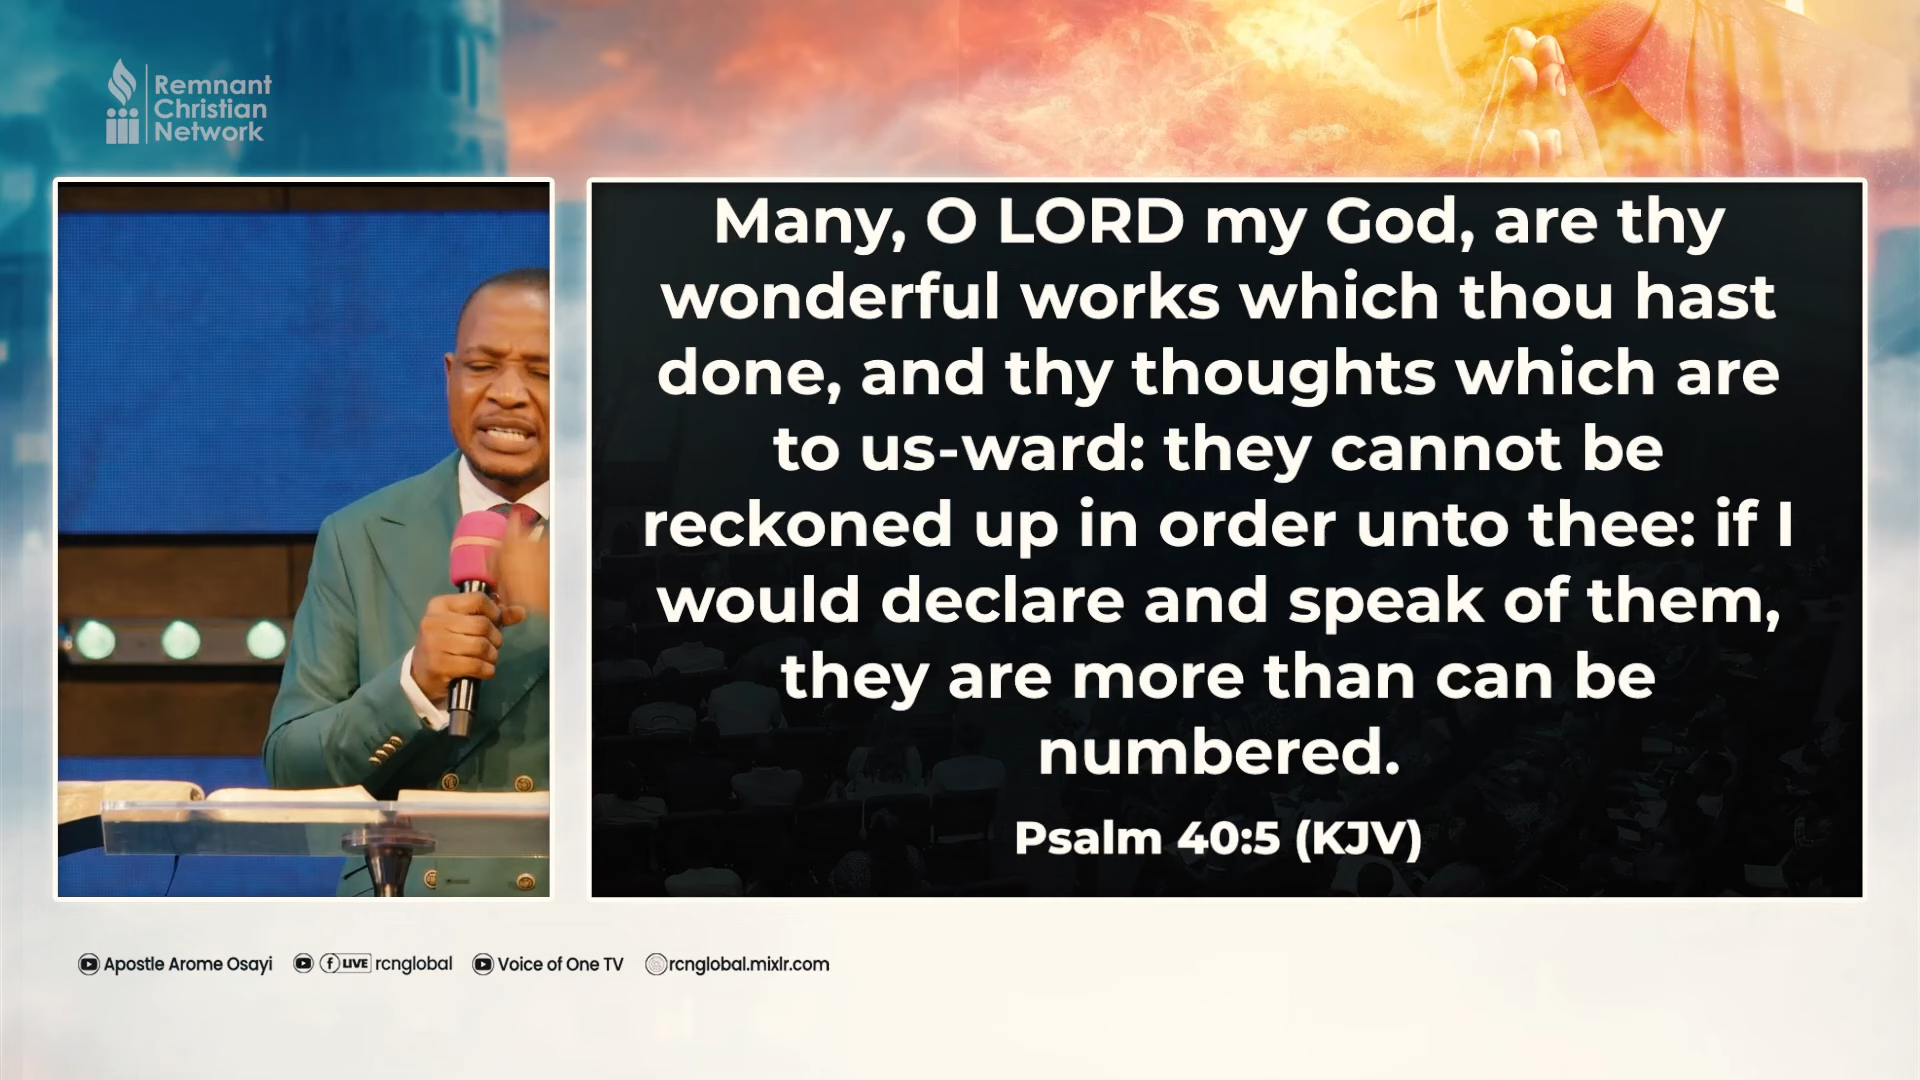 Remnant
Christian
Network
Many, O LORD my God, are thy
wonderful works which thou hast
done, and thy thoughts which are
to us-ward: they cannot be
reckoned up in order unto thee: if I
would declare and speak of them,
they are more than can be
numbered.
Psalm 40:5 (KJV)
Apostle Arome Osayi f LIVE rcnglobal Voice of One TV rcnglobal.mixlr.com